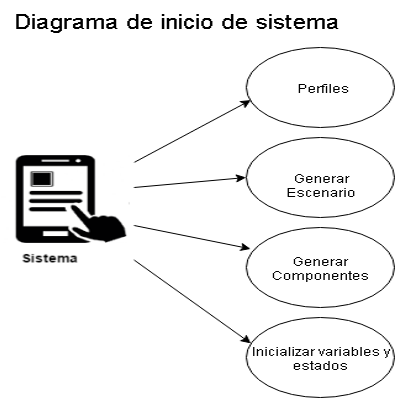 Diagrama de inicio de sistema
Perfiles
Generar
Escenario
Sistema
Generar
Componentes
Inicializar variables y
estados